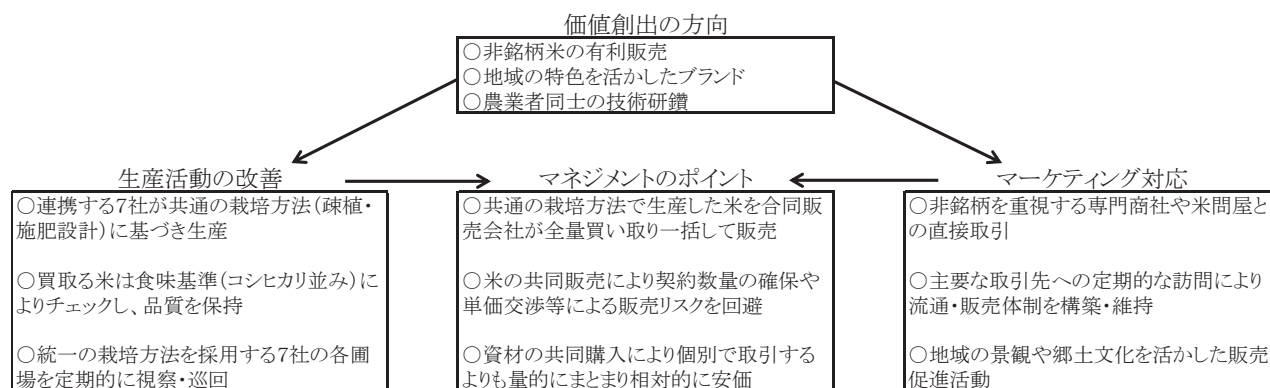 価値創出の方向
○非銘柄米の有利販売
○地域の特色を活かしたブランド
○農業者同士の技術研鑽
生産活動の改善
○連携する7社が共通の栽培方法(疎植・
施肥設計)に基づき生産
○買取る米は食味基準(コシヒカリ並み)に
よりチェックし、品質を保持
○統一の栽培方法を採用する7社の各圃
場を定期的に視察・巡回
マネジメントのポイント
○共通の栽培方法で生産した米を合同販
売会社が全量買い取り一括して販売
○米の共同販売により契約数量の確保や
単価交渉等による販売リスクを回避
○資材の共同購入により個別で取引する
よりも量的にまとまり相対的に安価
マーケティング対応
○非銘柄を重視する専門商社や米問屋と
の直接取引
○主要な取引先への定期的な訪問により
流通・販売体制を構築・維持
○地域の景観や郷土文化を活かした販売
促進活動